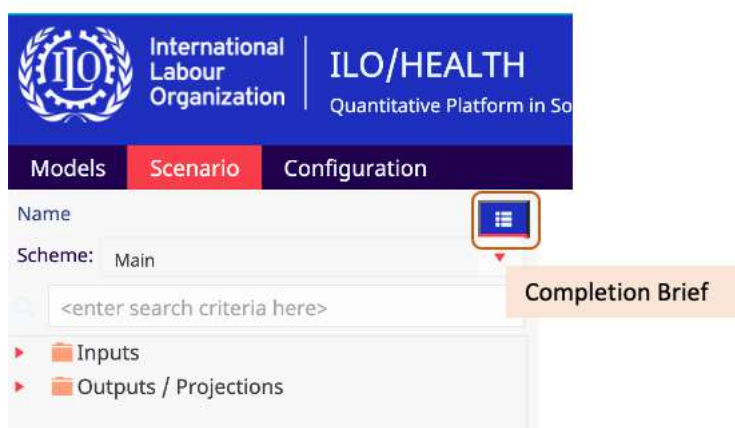 International
Labour
Organization
ILO/HEALTH
Quantitative Platform in So
ILO
Models Scenario Configuration
Name
Scheme: Main
Completion Brief
<enter search criteria here>
Inputs
Outputs / Projections